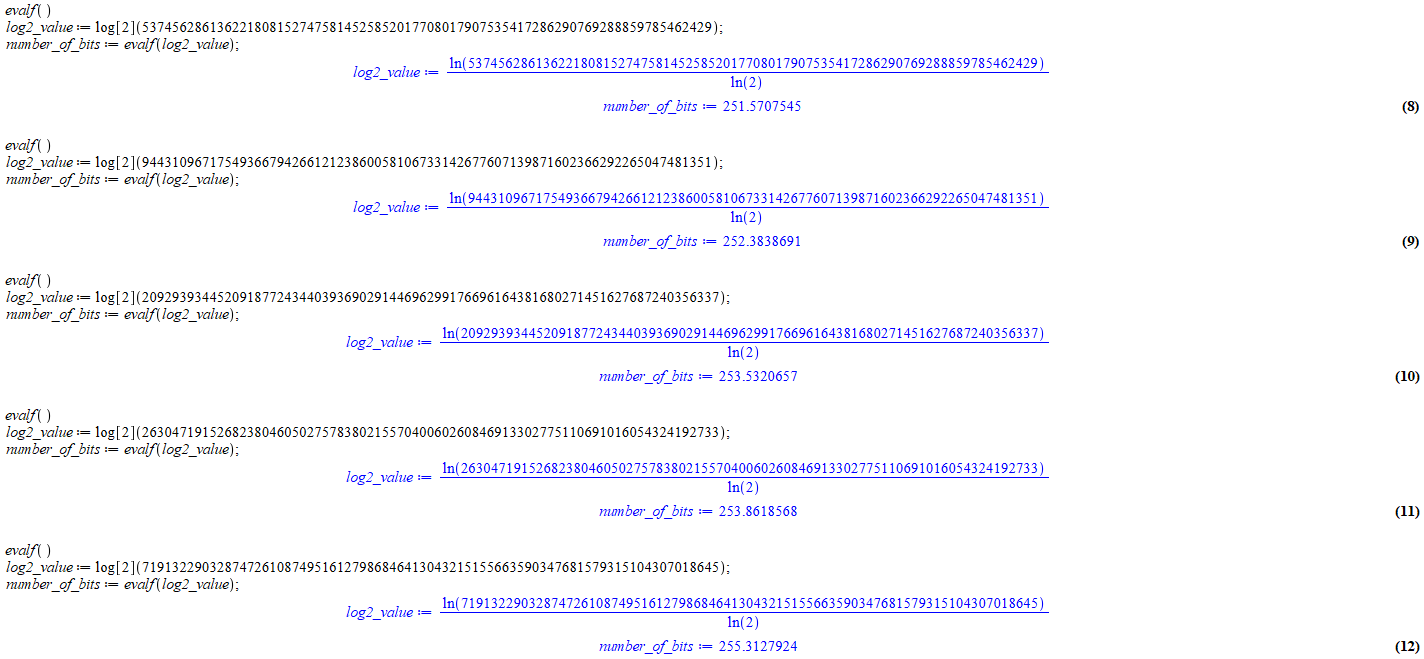 evalf( )
log2_value := log[2](5374562861362218081527475814525852017708017907535417286290769288859785462429);
number_of_bits := evalf(log2_value);
log2_value := ln(5374562861362218081527475814525852017708017907535417286290769288859785462429)
ln(2)
number_of_bits := 251.5707545
(8)
evalf( )
log2_value := log[2](9443109671754936679426612123860058106733142677607139871602366292265047481351);
number_of_bits := evalf(log2_value);
log2_value := ln(9443109671754936679426612123860058106733142677607139871602366292265047481351)
ln(2)
number_of_bits := 252.3838691
(9)
evalf( )
log2_value := log[2](20929393445209187724344039369029144696299176696164381680271451627687240356337);
number_of_bits := evalf(log2_value);
log2_value := ln(20929393445209187724344039369029144696299176696164381680271451627687240356337)
ln(2)
number_of_bits := 253.5320657
(10)
evalf( )
log2_value := log[2](26304719152682380460502757838021557040060260846913302775110691016054324192733);
number_of_bits := evalf(log2_value);
log2_value := ln(26304719152682380460502757838021557040060260846913302775110691016054324192733)
ln(2)
number_of_bits := 253.8618568
(11)
evalf( )
log2_value := log[2](71913229032874726108749516127986846413043215155663590347681579315104307018645);
number_of_bits := evalf(log2_value);
log2_value := ln(71913229032874726108749516127986846413043215155663590347681579315104307018645)
ln(2)
number_of_bits := 255.3127924
(12)